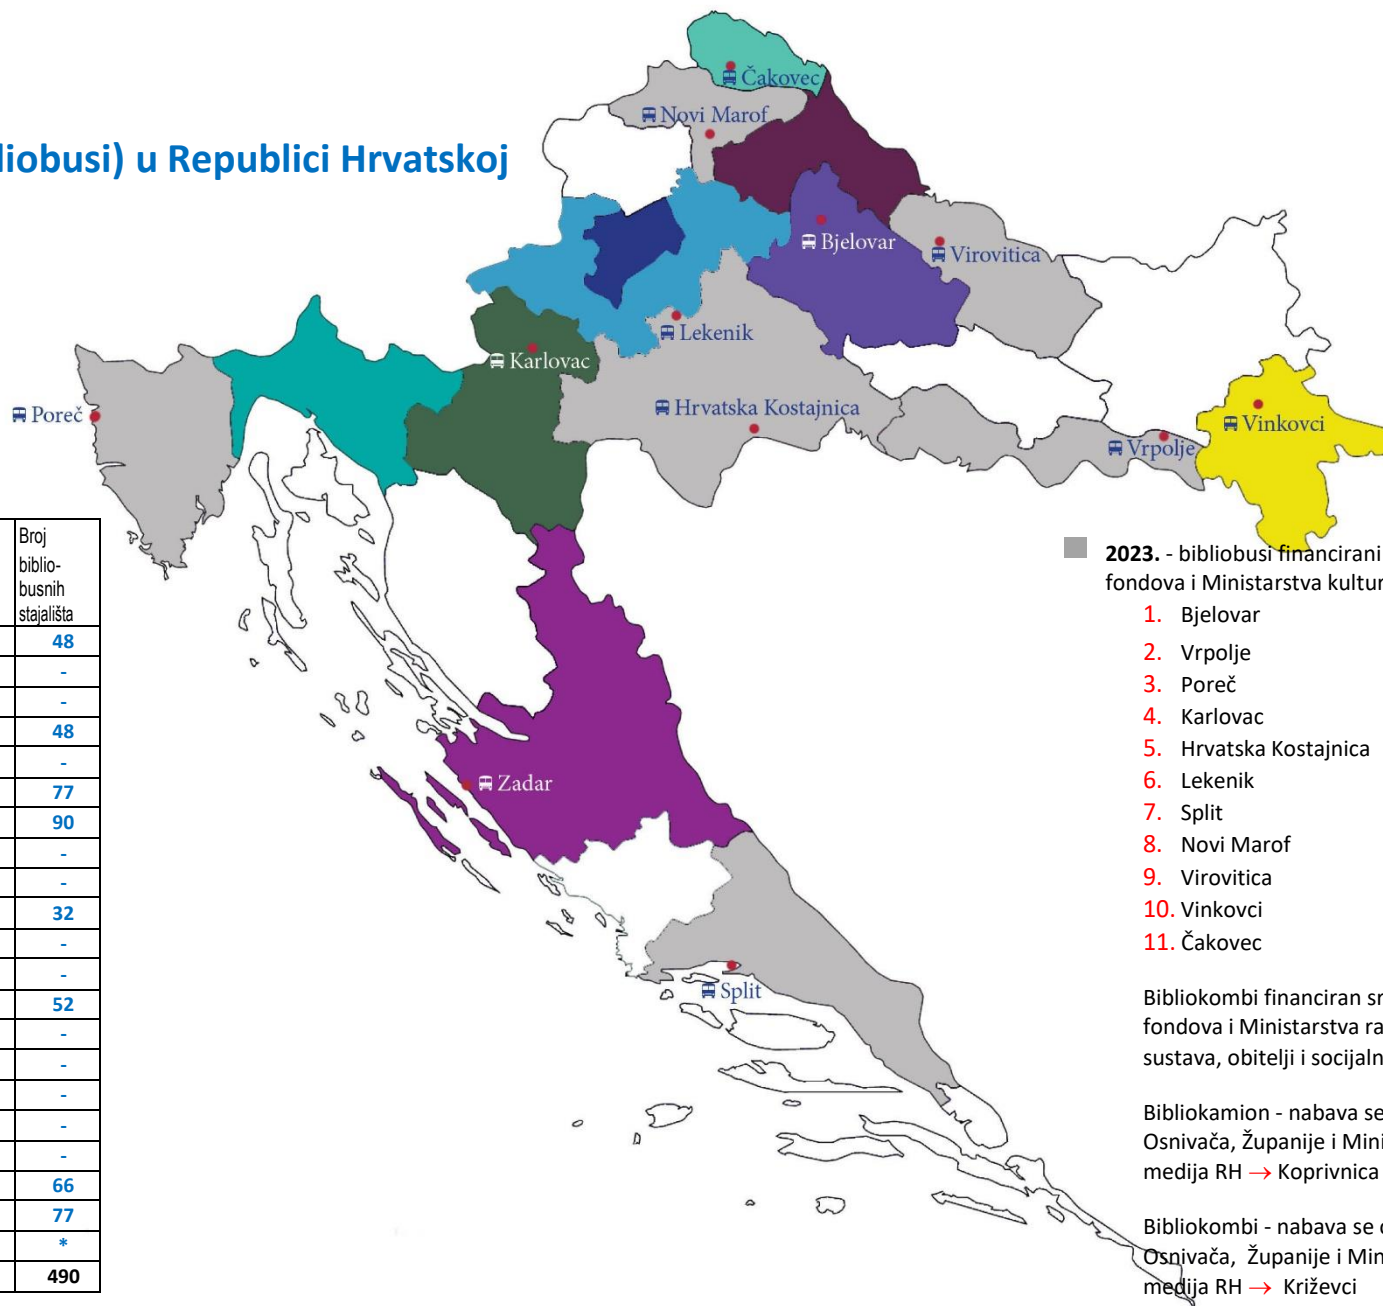 liobusi) u Republici Hrvatskoj
Čakovec
Novi Marof
Bjelovar
Virovitica
Lekenik
Karlovac
Poreč
Hrvatska Kostajnica
Vinkovci
Vrpolje
Zadar
Split
Broj
biblio-
busnih
stajališta
48
-
-
48
-
77
90
-
-
32
-
-
52
-
-
-
-
-
66
77
*
490
2023. - bibliobusi financirani
fondova i Ministarstva kultur
1. Bjelovar
2. Vrpolje
3. Poreč
4. Karlovac
5. Hrvatska Kostajnica
6. Lekenik
7. Split
8. Novi Marof
9. Virovitica
10. Vinkovci
11. Čakovec
Bibliokombi financiran sr
fondova i Ministarstva ra
sustava, obitelji i socijaln
Bibliokamion - nabava se
Osnivača, Županije i Mini
medija RH → Koprivnica
Bibliokombi - nabava se
Osnivača, Županije i Min
medija RH → Križevci